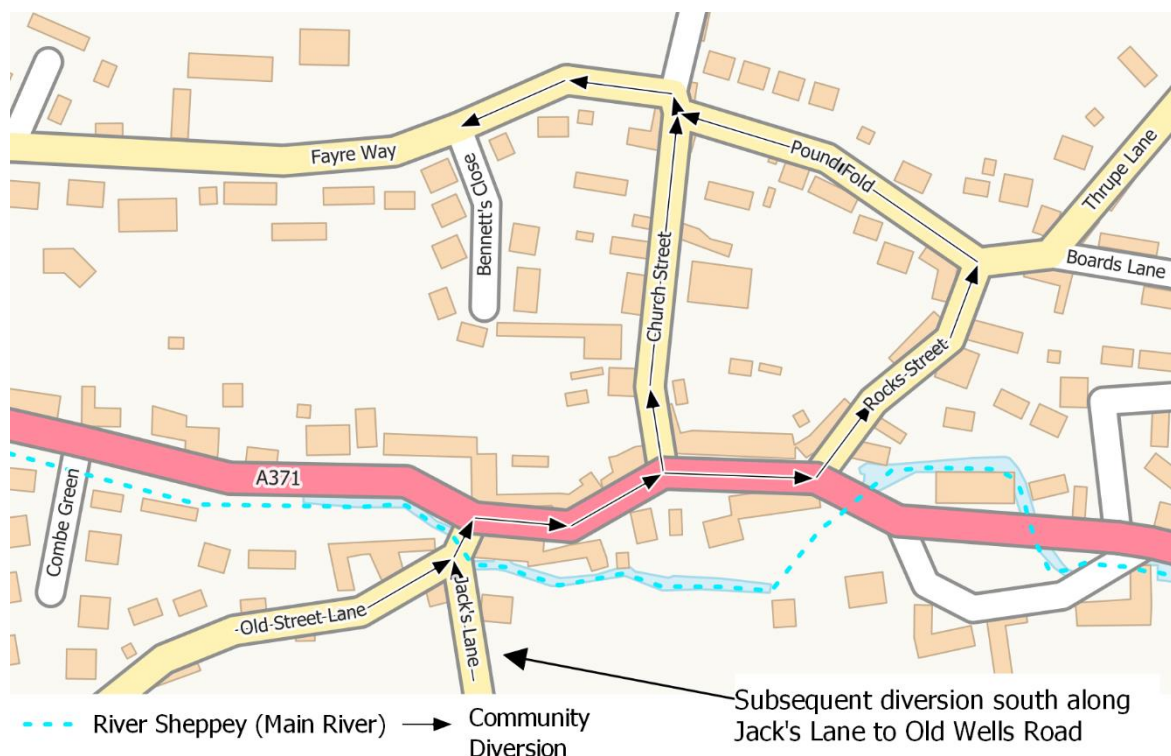 Fayre Way
Bennett's Close
Church Street
Pound Fold
Thrupe Lane
Boards Lane
Rocks Street
A371
Combe Green
Old Street Lane
Jack's Lane
River Sheppey (Main River)
Community
Diversion
Subsequent diversion south along
Jack's Lane to Old Wells Road